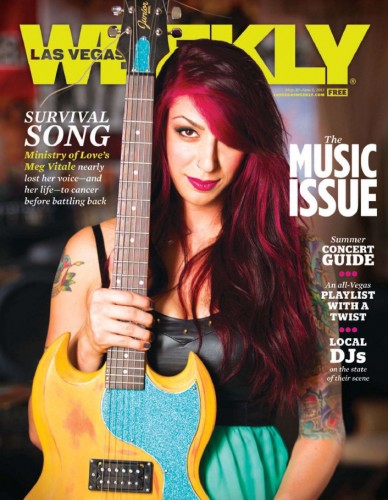 LAS VEGAS
WEEKLY
FREE
SURVIVAL
SONG
Ministry of Love's
Meg Vitale nearly
lost her voice—and
her life—to cancer
before battling back
The
MUSIC
ISSUE
Summer
CONCERT
GUIDE
An all-Vegas
PLAYLIST
WITH A
TWIST
LOCAL
DJs
on the state
of their scene